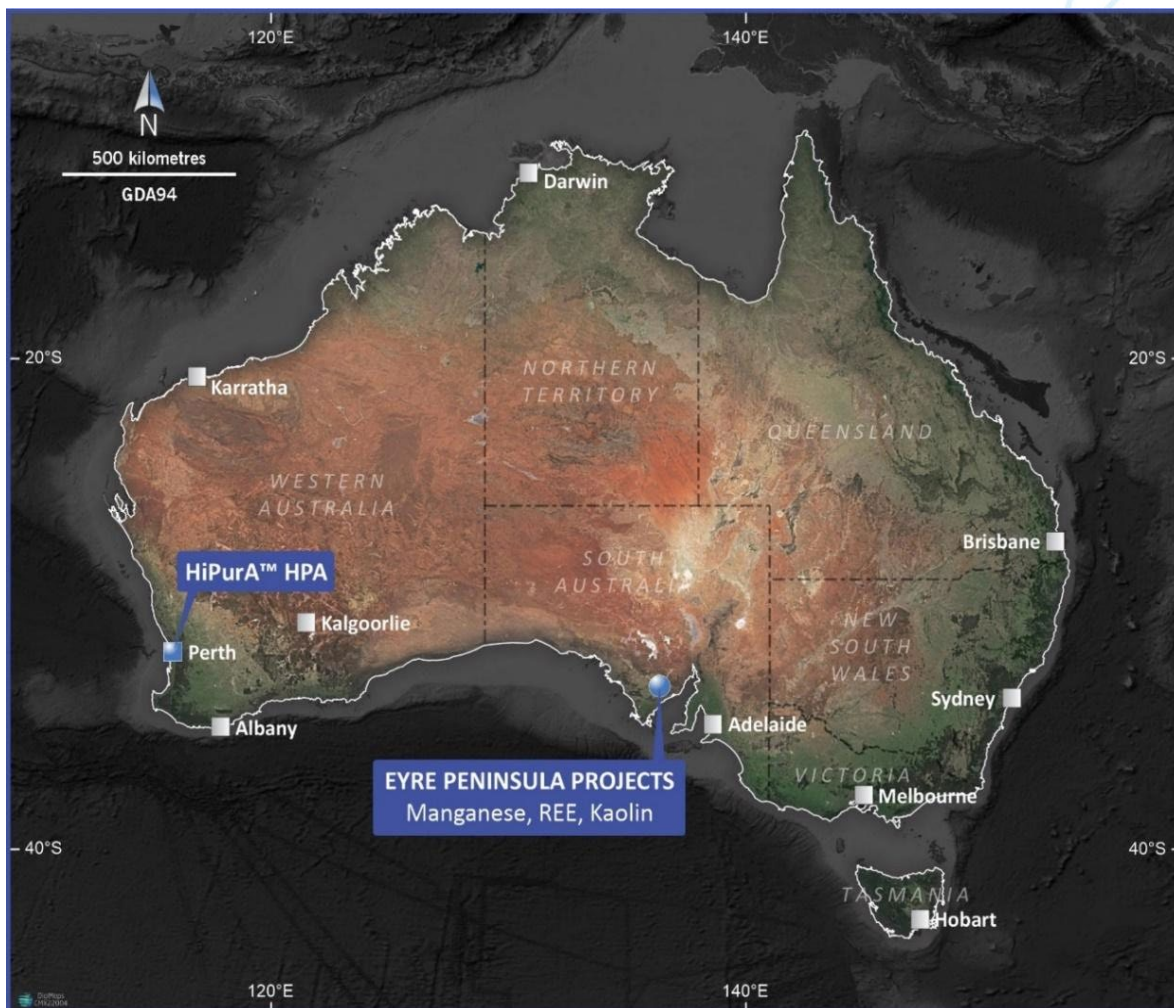 120°E
140°E
N
500 kilometres
GDA94
Darwin
20°S
20°S
Karratha
NORTHERN
TERRITORY
QUEENSLAND
WESTERN
AUSTRALIA
Brisbane
SOUTH
AUSTRALIA
HiPurA™ HPA
Kalgoorlie
Perth
NEW
SOUTH
WALES
Sydney
Albany
Adelaide
EYRE PENINSULA PROJECTS
Manganese, REE, Kaolin
VICTORIA
Melbourne
40°S
40°S
TASMANIA
Hobart
120°E
140°E